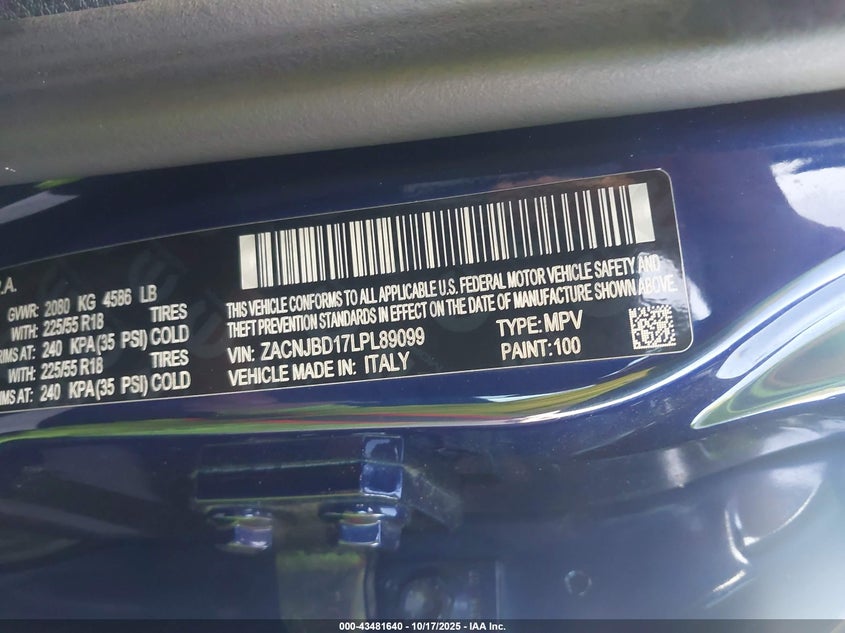 .A.
GVWR: 2080 KG 4586 LB
WITH: 225/55 R18 TIRES
RIMS AT: 240 KPA(35 PSI) COLD
WITH: 225/55 R18 TIRES
IMS AT: 240 KPA(35 PSI) COLD
THIS VEHICLE CONFORMS TO ALL APPLICABLE U.S. FEDERAL MOTOR VEHICLE SAFETY AND
THEFT PREVENTION STANDARDS IN EFFECT ON THE DATE OF MANUFACTURE SHOWN ABOVE.
VIN: ZACNJBD17LPL89099 TYPE: MPV
VEHICLE MADE IN: ITALY PAINT: 100
000-43481640 - 10/17/2025 - IAA Inc.